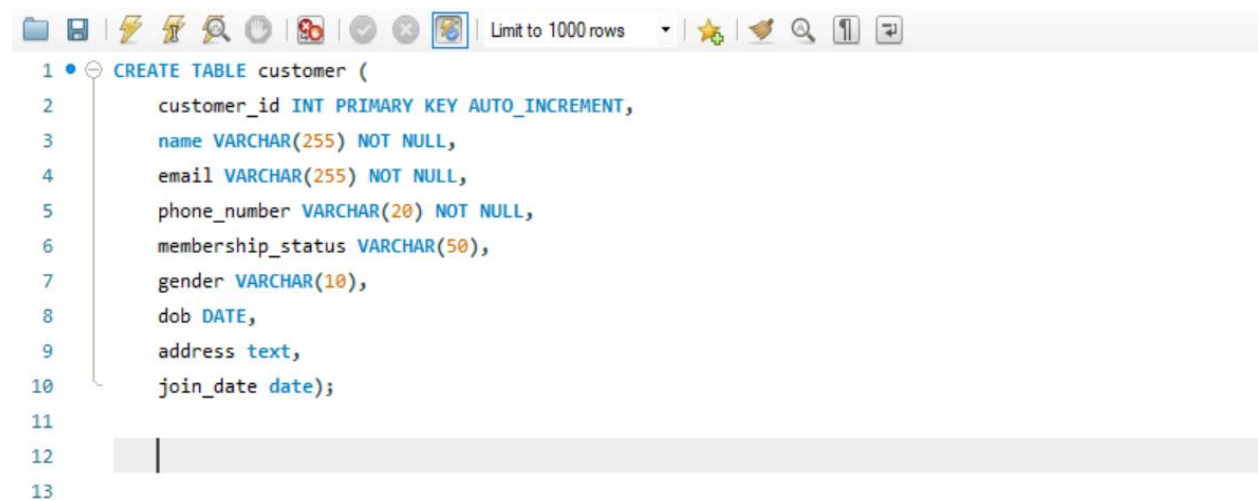 Limit to 1000 rows
1 CREATE TABLE customer (
2 customer_id INT PRIMARY KEY AUTO_INCREMENT,
3 name VARCHAR(255) NOT NULL,
4 email VARCHAR(255) NOT NULL,
5 phone_number VARCHAR(20) NOT NULL,
6 membership_status VARCHAR(50),
7 gender VARCHAR(10),
8 dob DATE,
9 address text,
10 join_date date);
11
12
13